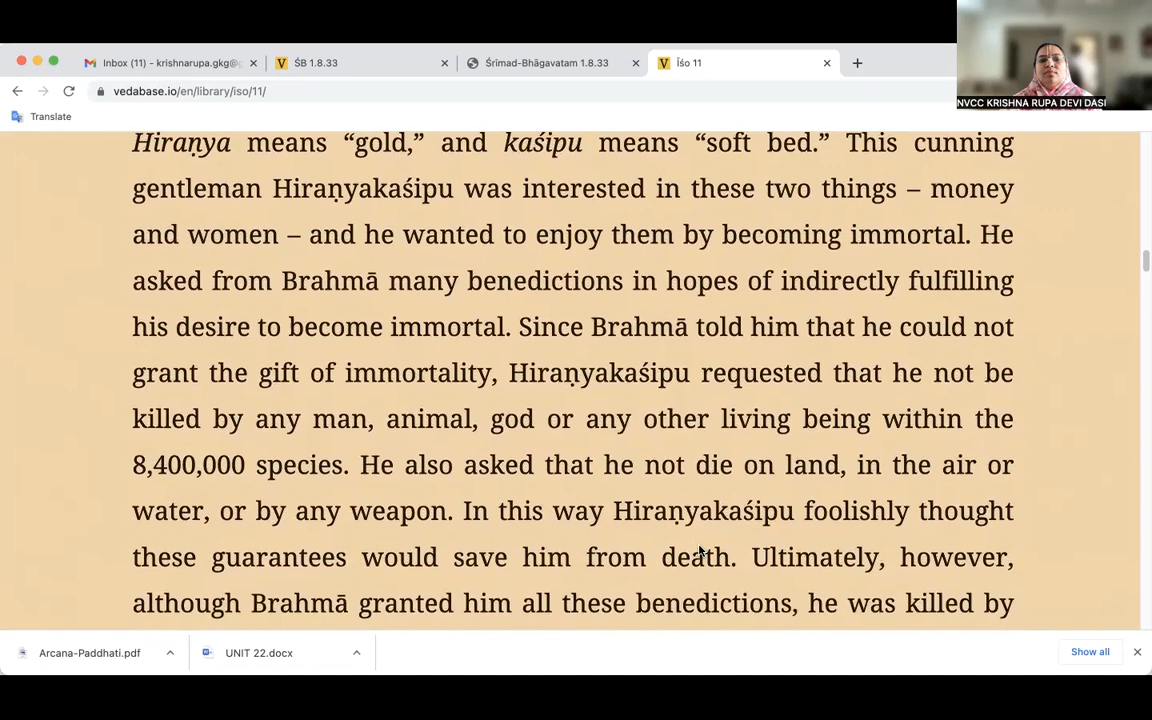 Inbox (11) - krishnarupa.gkg@g
ŚB 1.8.33
Śrīmad-Bhāgavatam 1.8.33
Īśo 11
vedabase.io/en/library/iso/11/
Translate
NVCC KRISHNA RUPA DEVI DASI
Hiraṇya means “gold,” and kaśipu means “soft bed.” This cunning
gentleman Hiraṇyakaśipu was interested in these two things – money
and women – and he wanted to enjoy them by becoming immortal. He
asked from Brahmā many benedictions in hopes of indirectly fulfilling
his desire to become immortal. Since Brahmā told him that he could not
grant the gift of immortality, Hiraṇyakaśipu requested that he not be
killed by any man, animal, god or any other living being within the
8,400,000 species. He also asked that he not die on land, in the air or
water, or by any weapon. In this way Hiraṇyakaśipu foolishly thought
these guarantees would save him from death. Ultimately, however,
although Brahmā granted him all these benedictions, he was killed by
Arcana-Paddhati.pdf
UNIT 22.docx
Show all